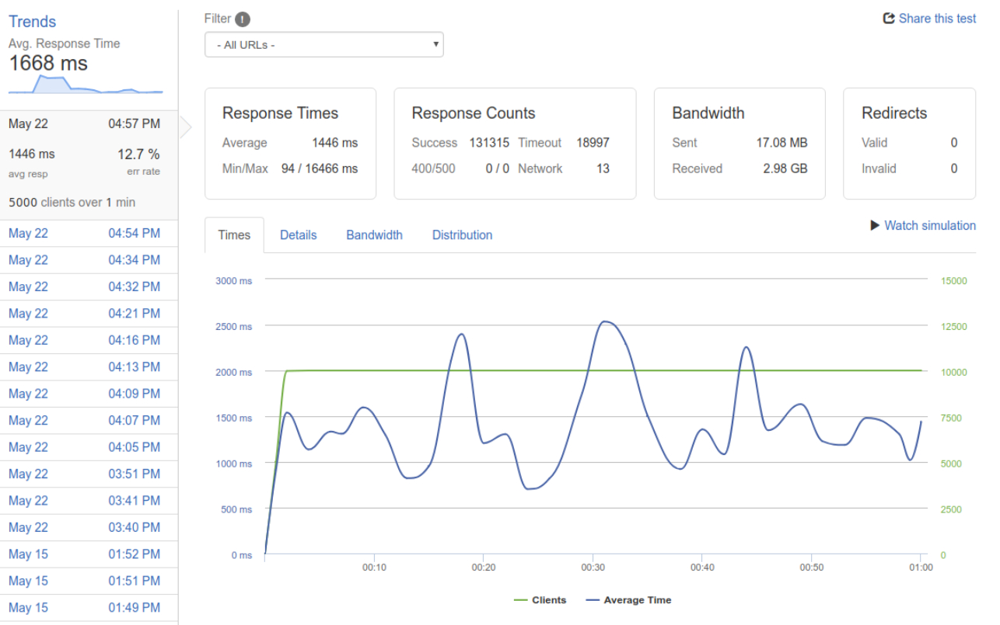 Trends
Avg. Response Time
1668 ms
May 22 04:57 PM
1446 ms 12.7 %
avg resp err rate
5000 clients over 1 min
May 22 04:54 PM
May 22 04:34 PM
May 22 04:32 PM
May 22 04:21 PM
May 22 04:16 PM
May 22 04:13 PM
May 22 04:09 PM
May 22 04:07 PM
May 22 04:05 PM
May 22 03:51 PM
May 22 03:41 PM
May 22 03:40 PM
May 15 01:52 PM
May 15 01:51 PM
May 15 01:49 PM
Filter !
- All URLs -
Share this test
Response Times
Average 1446 ms
Min/Max 94 / 16466 ms
Response Counts
Success 131315 Timeout 18997
400/500 0 / 0 Network 13
Bandwidth
Sent 17.08 MB
Received 2.98 GB
Redirects
Valid 0
Invalid 0
Times Details Bandwidth Distribution
Watch simulation
3000 ms 15000
2500 ms 12500
2000 ms 10000
1500 ms 7500
1000 ms 5000
500 ms 2500
0 ms 0
00:10 00:20 00:30 00:40 00:50 01:00
Clients Average Time